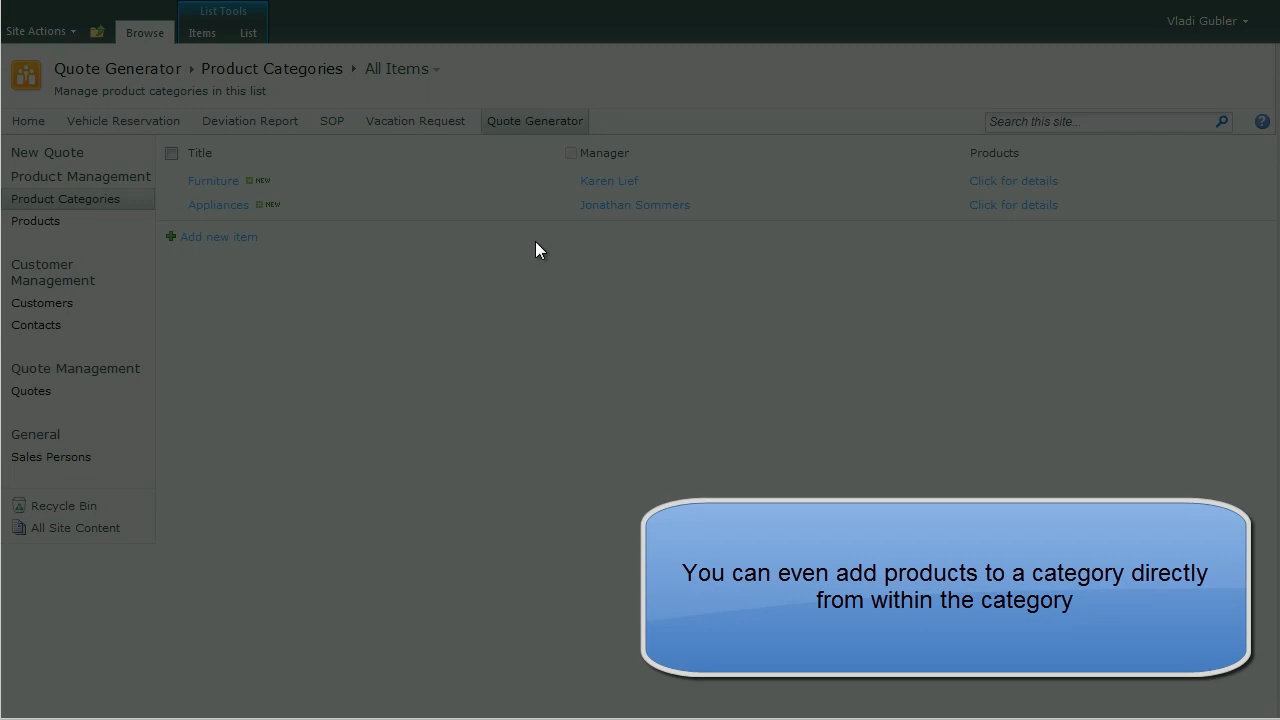 List Tools
Site Actions
Browse
Items
List
Vladi Gubler
Quote Generator
Product Categories
All Items
Manage product categories in this list
Home
Vehicle Reservation
Deviation Report
SOP
Vacation Request
Quote Generator
Search this site...
?
New Quote
Product Management
Product Categories
Products
Customer
Management
Customers
Contacts
Quote Management
Quotes
General
Sales Persons
Recycle Bin
All Site Content
Title
Manager
Products
Furniture NEW
Karen Lief
Click for details
Appliances NEW
Jonathan Sommers
Click for details
Add new item
You can even add products to a category directly
from within the category